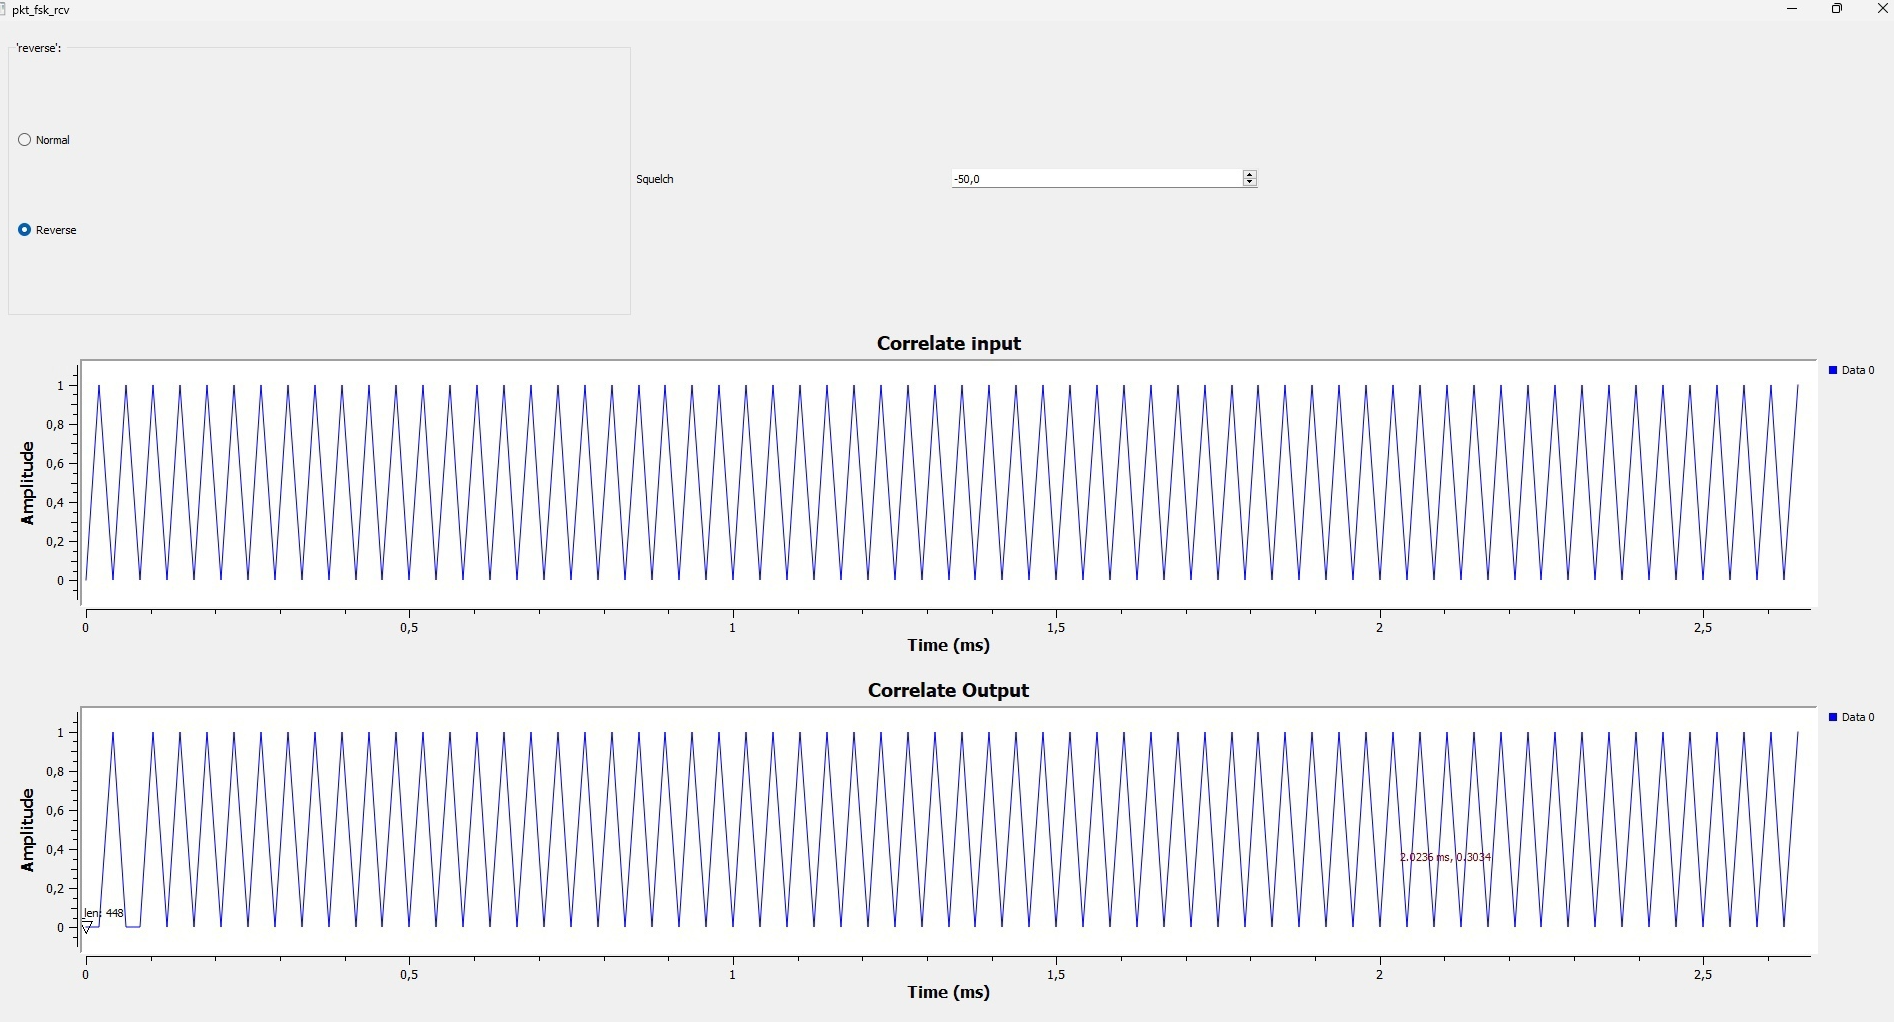 pkt_fsk_rcv
'reverse':
Normal
Squelch
-50,0
Reverse
Correlate input
Data 0
Amplitude
1
0,8
0,6
0,4
0,2
0
0 0,5 1 1,5 2 2,5
Time (ms)
Correlate Output
Data 0
Amplitude
1
0,8
0,6
0,4
0,2
0
2.0236 ms, 0.3034
len: 448
0 0,5 1 1,5 2 2,5
Time (ms)